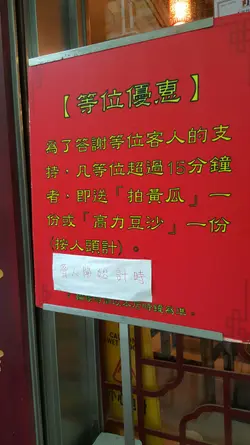 【等位優惠】
為了答謝等位客人的支
持，凡等位超過15分鐘
者，即送『拍黃瓜』一
份或『高力豆沙』一份
(按人頭計)。
計時